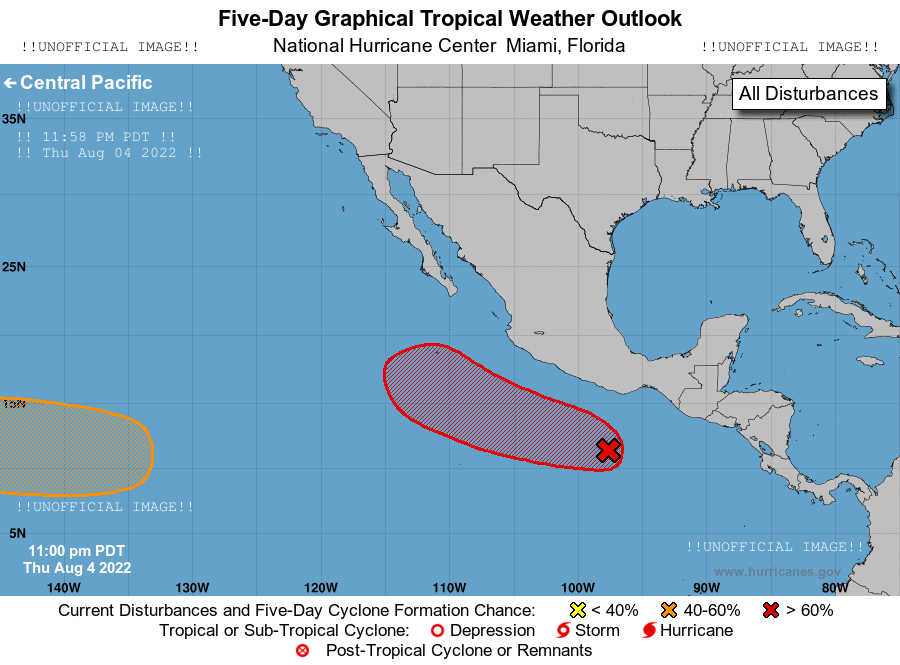 Five-Day Graphical Tropical Weather Outlook
!!UNOFFICIAL IMAGE!! National Hurricane Center Miami, Florida !!UNOFFICIAL IMAGE!!
← Central Pacific
All Disturbances
!!UNOFFICIAL IMAGE!!
35N
!! 11:58 PM PDT !!
!! Thu Aug 04 2022 !!
25N
15N
!!UNOFFICIAL IMAGE!!
5N
11:00 pm PDT
Thu Aug 4 2022
!!UNOFFICIAL IMAGE!!
www.hurricanes.gov
140W 130W 120W 110W 100W 90W 80W
Current Disturbances and Five-Day Cyclone Formation Chance: < 40% 40-60% > 60%
Tropical or Sub-Tropical Cyclone: Depression Storm Hurricane
Post-Tropical Cyclone or Remnants